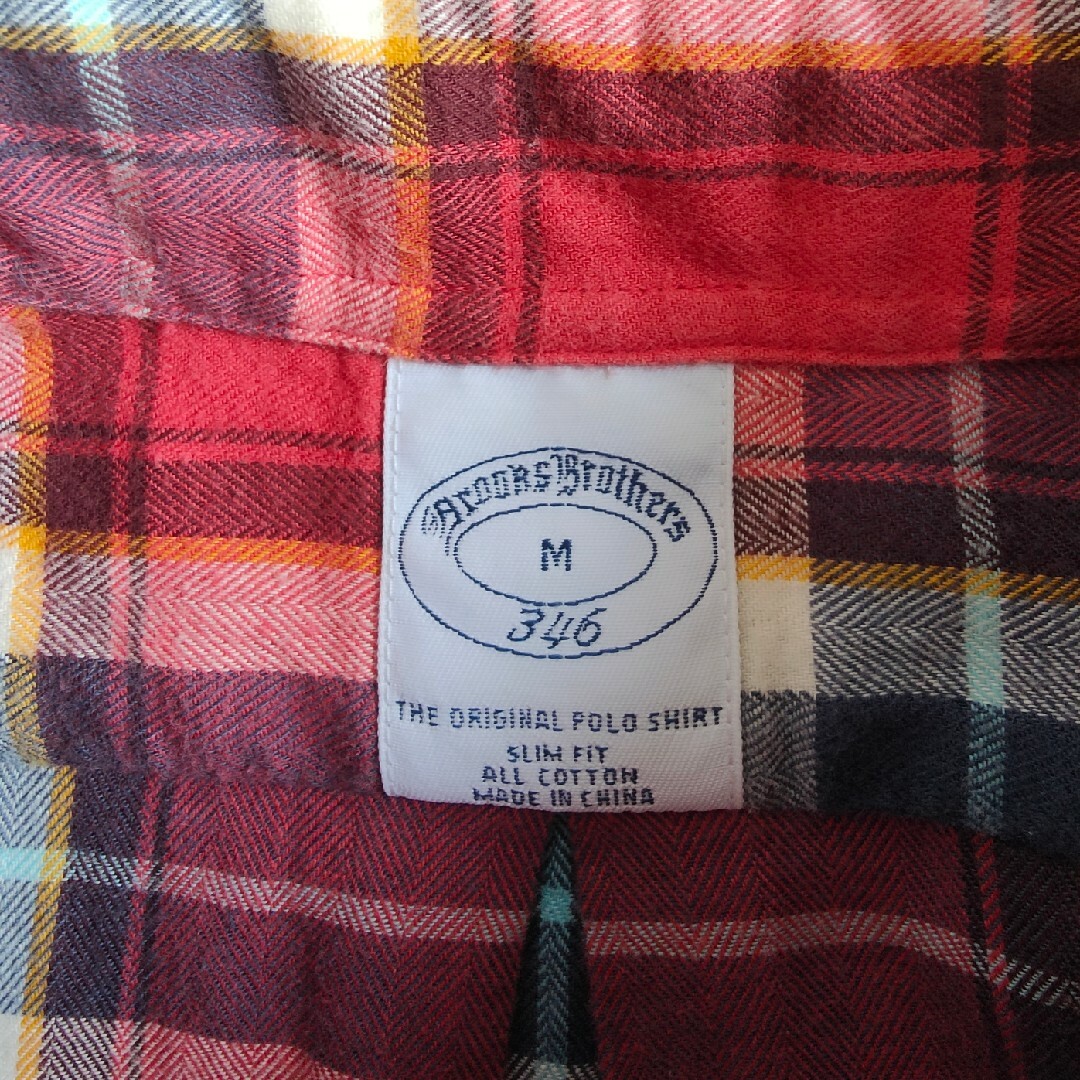 Brooks Brothers
M
346
THE ORIGINAL POLO SHIRT
SLIM FIT
ALL COTTON
MADE IN CHINA